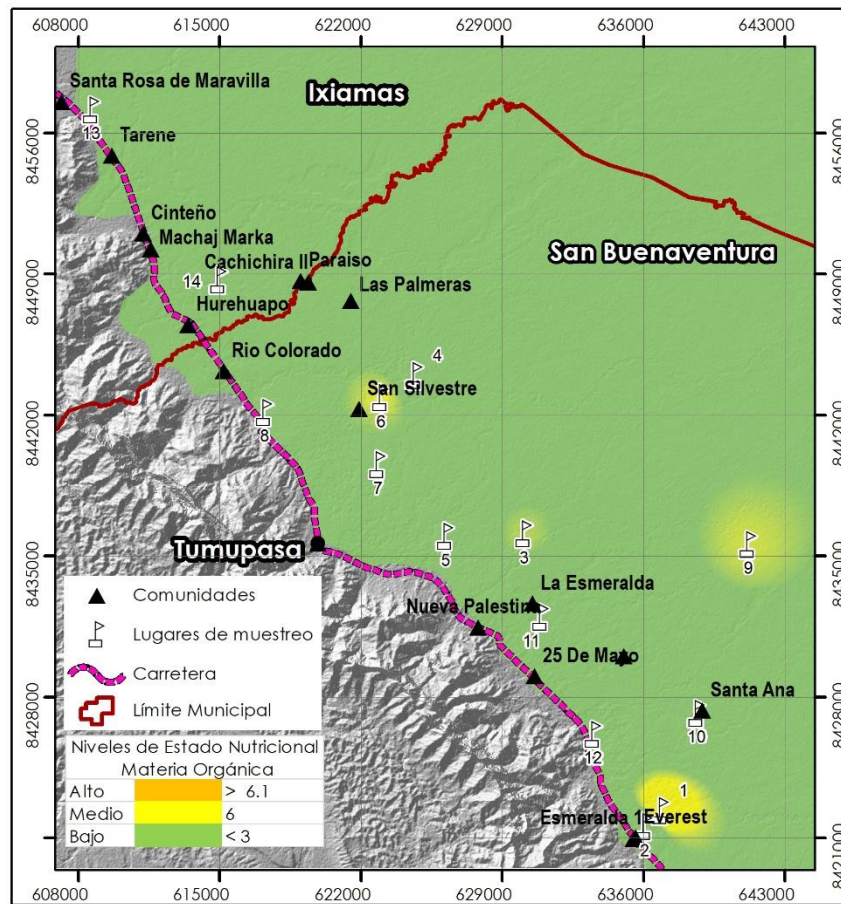 608000 615000 622000 629000 636000 643000
Santa Rosa de Maravilla
Ixiamas
13
8456000 8456000
Tarene
Cinteño
San Buenaventura
Machaj Marka
Cachichira II Paraiso
14
8449000 8449000
Las Palmeras
Hurehuapo
Rio Colorado
4
San Silvestre
6
8
8442000 8442000
7
5
3
9
Tumupasa
8435000 8435000
La Esmeralda
Nueva Palestina
11
25 De Mayo
Santa Ana
8428000 8428000
10
12
1
Esmeralda 1 Everest
2
8421000 8421000
Comunidades
Lugares de muestreo
Carretera
Límite Municipal
Niveles de Estado Nutricional
Materia Orgánica
Alto > 6.1
Medio 6
Bajo < 3
608000 615000 622000 629000 636000 643000